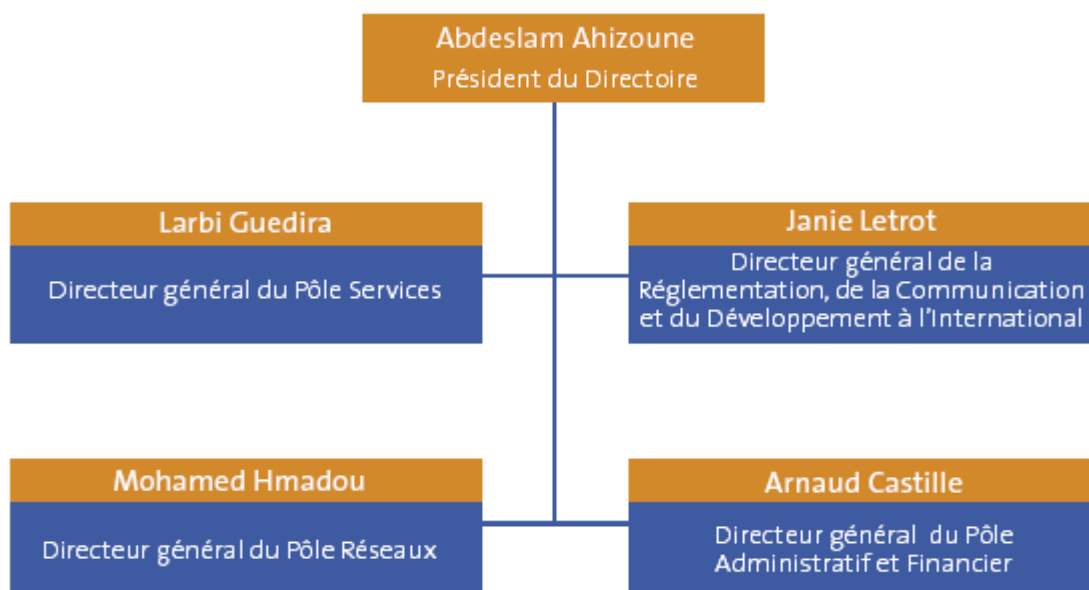 Abdeslam Ahizoune
Président du Directoire
Larbi Guedira
Directeur général du Pôle Services
Janie Letrot
Directeur général de la
Réglementation, de la Communication
et du Développement à l'International
Mohamed Hmadou
Directeur général du Pôle Réseaux
Arnaud Castille
Directeur général du Pôle
Administratif et Financier